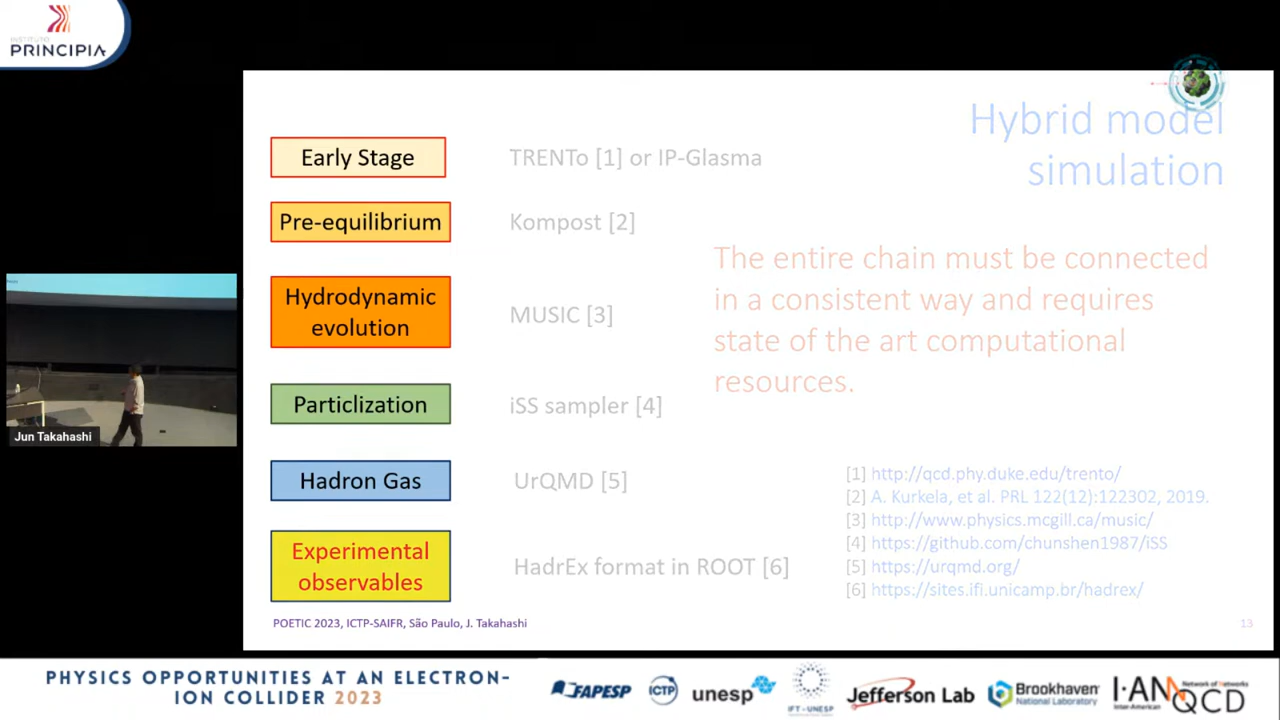 INSTITUTO
PRINCIPIA
Hybrid model
simulation
Early Stage
TRENTo [1] or IP-Glasma
Pre-equilibrium
Kompost [2]
Hydrodynamic
evolution
MUSIC [3]
The entire chain must be connected
in a consistent way and requires
state of the art computational
resources.
Particlization
iSS sampler [4]
Hadron Gas
UrQMD [5]
Experimental
observables
HadrEx format in ROOT [6]
[1] http://qcd.phy.duke.edu/trento/
[2] A. Kurkela, et al. PRL 122(12):122302, 2019.
[3] http://www.physics.mcgill.ca/music/
[4] https://github.com/chunshen1987/iSS
[5] https://urqmd.org/
[6] https://sites.ifi.unicamp.br/hadrex/
POETIC 2023, ICTP-SAIFR, São Paulo, J. Takahashi
13
Jun Takahashi
PHYSICS OPPORTUNITIES AT AN ELECTRON-
ION COLLIDER 2023
FAPESP
ICTP
unesp
IFT - UNESP
Jefferson Lab
Brookhaven
National Laboratory
Network of Networks
I·ANQCD
Inter-American